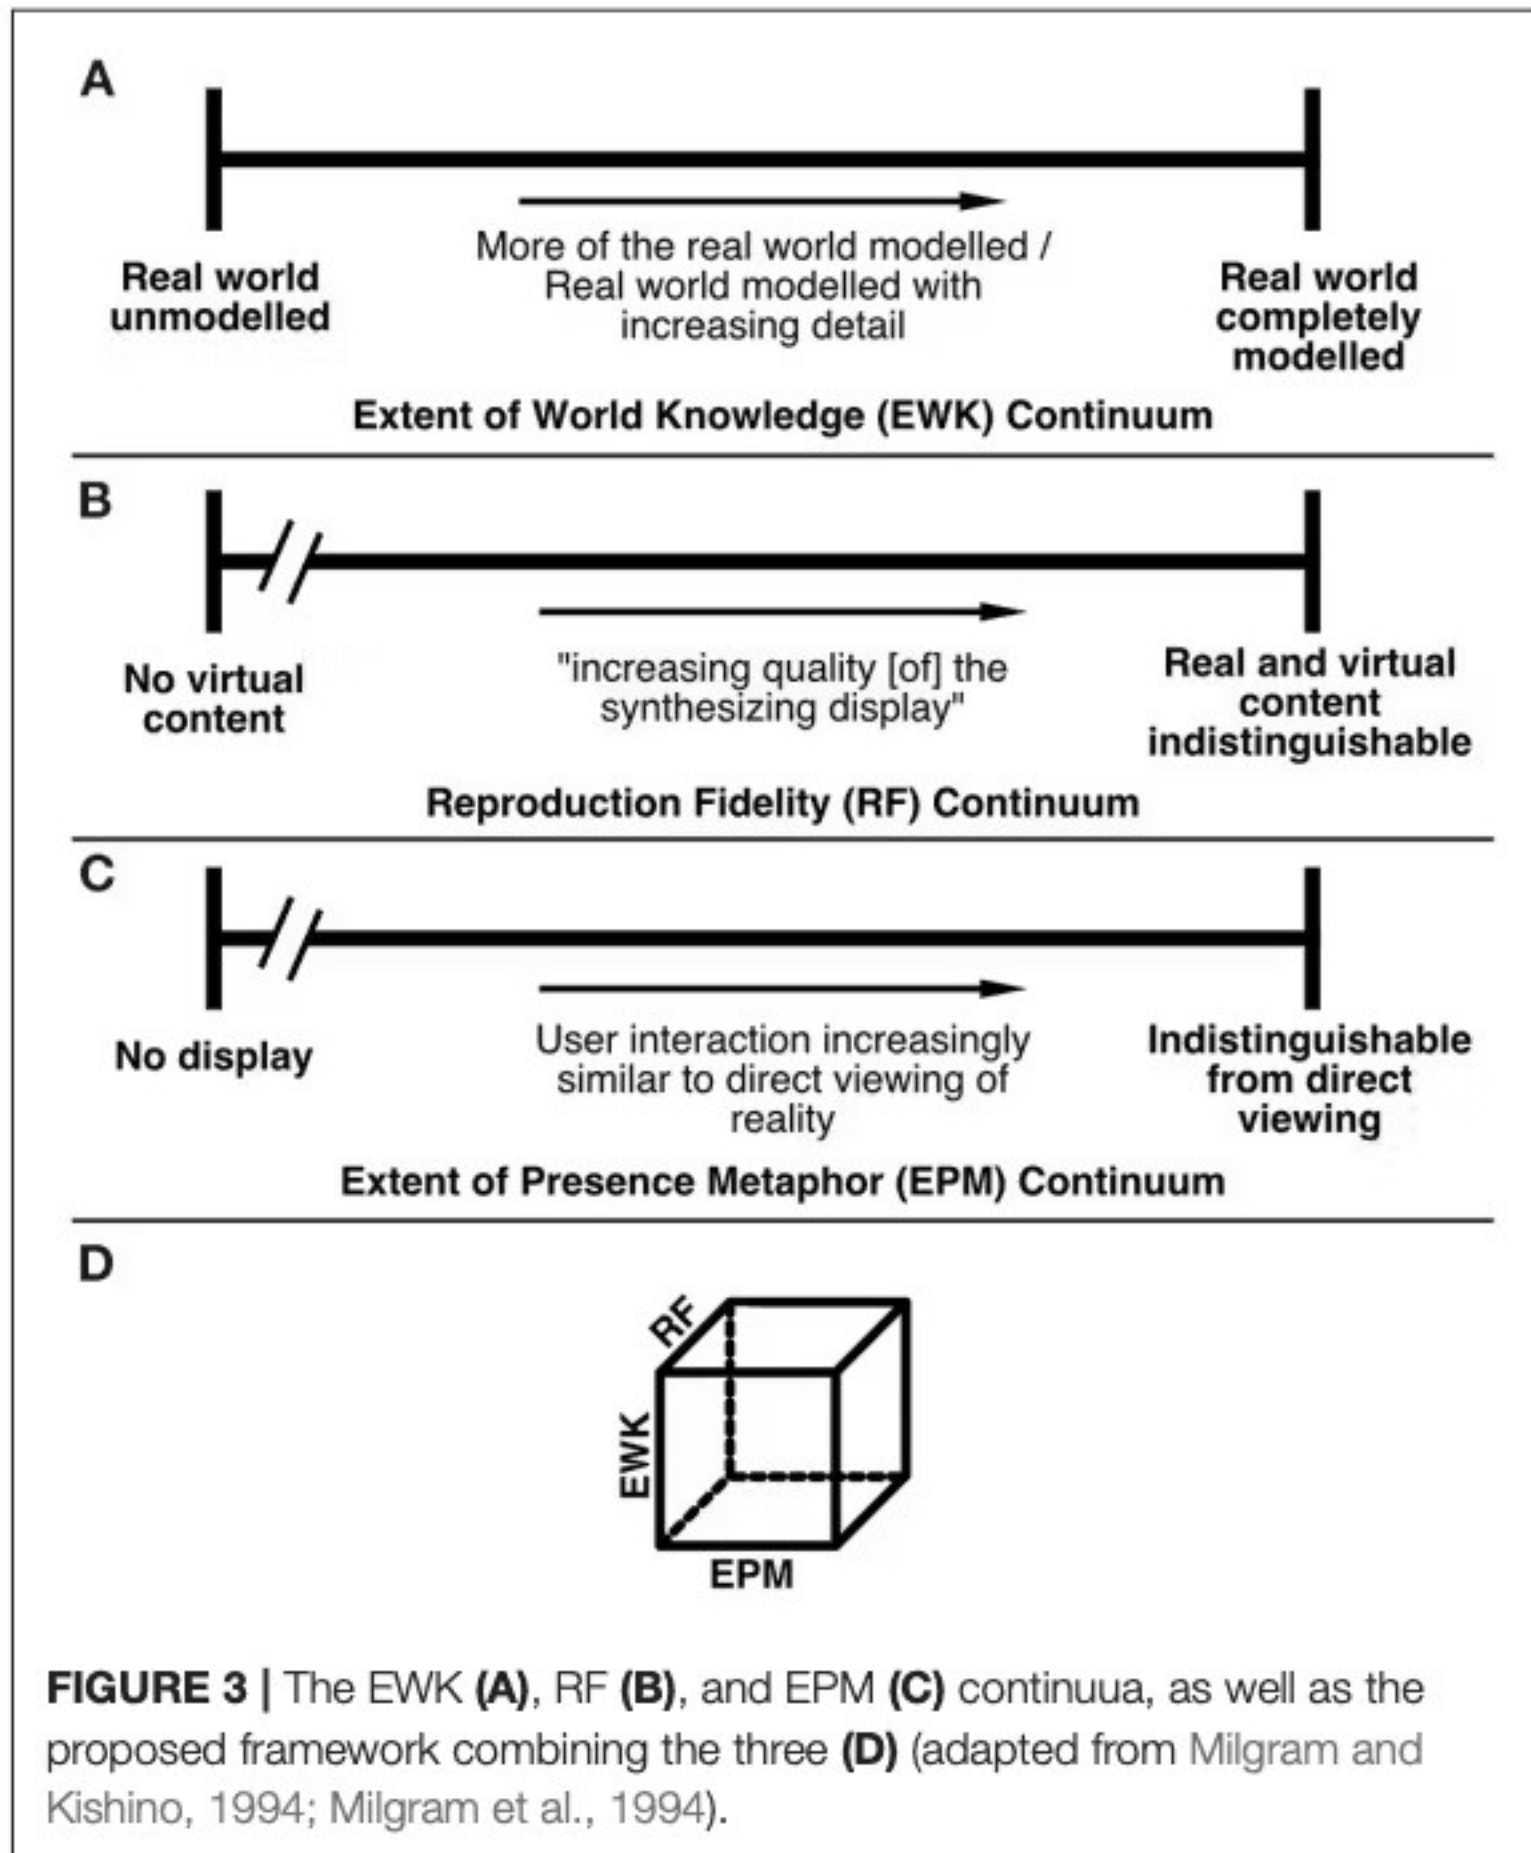 A
Real world
unmodelled
More of the real world modelled /
Real world modelled with
increasing detail
Real world
completely
modelled
Extent of World Knowledge (EWK) Continuum
B
No virtual
content
"increasing quality [of] the
synthesizing display"
Real and virtual
content
indistinguishable
Reproduction Fidelity (RF) Continuum
C
No display
User interaction increasingly
similar to direct viewing of
reality
Indistinguishable
from direct
viewing
Extent of Presence Metaphor (EPM) Continuum
D
RF
EWK
EPM
FIGURE 3 | The EWK (A), RF (B), and EPM (C) continuua, as well as the
proposed framework combining the three (D) (adapted from Milgram and
Kishino, 1994; Milgram et al., 1994).